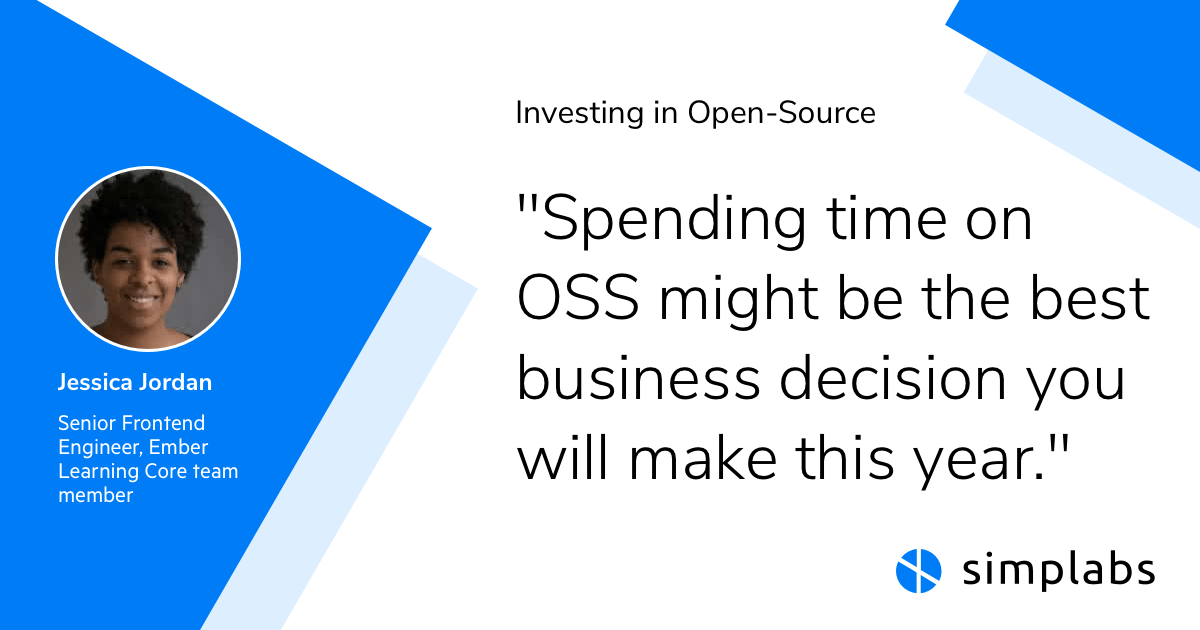 Investing in Open-Source
"Spending time on
OSS might be the best
business decision you
will make this year."
Jessica Jordan
Senior Frontend
Engineer, Ember
Learning Core team
member
simplabs